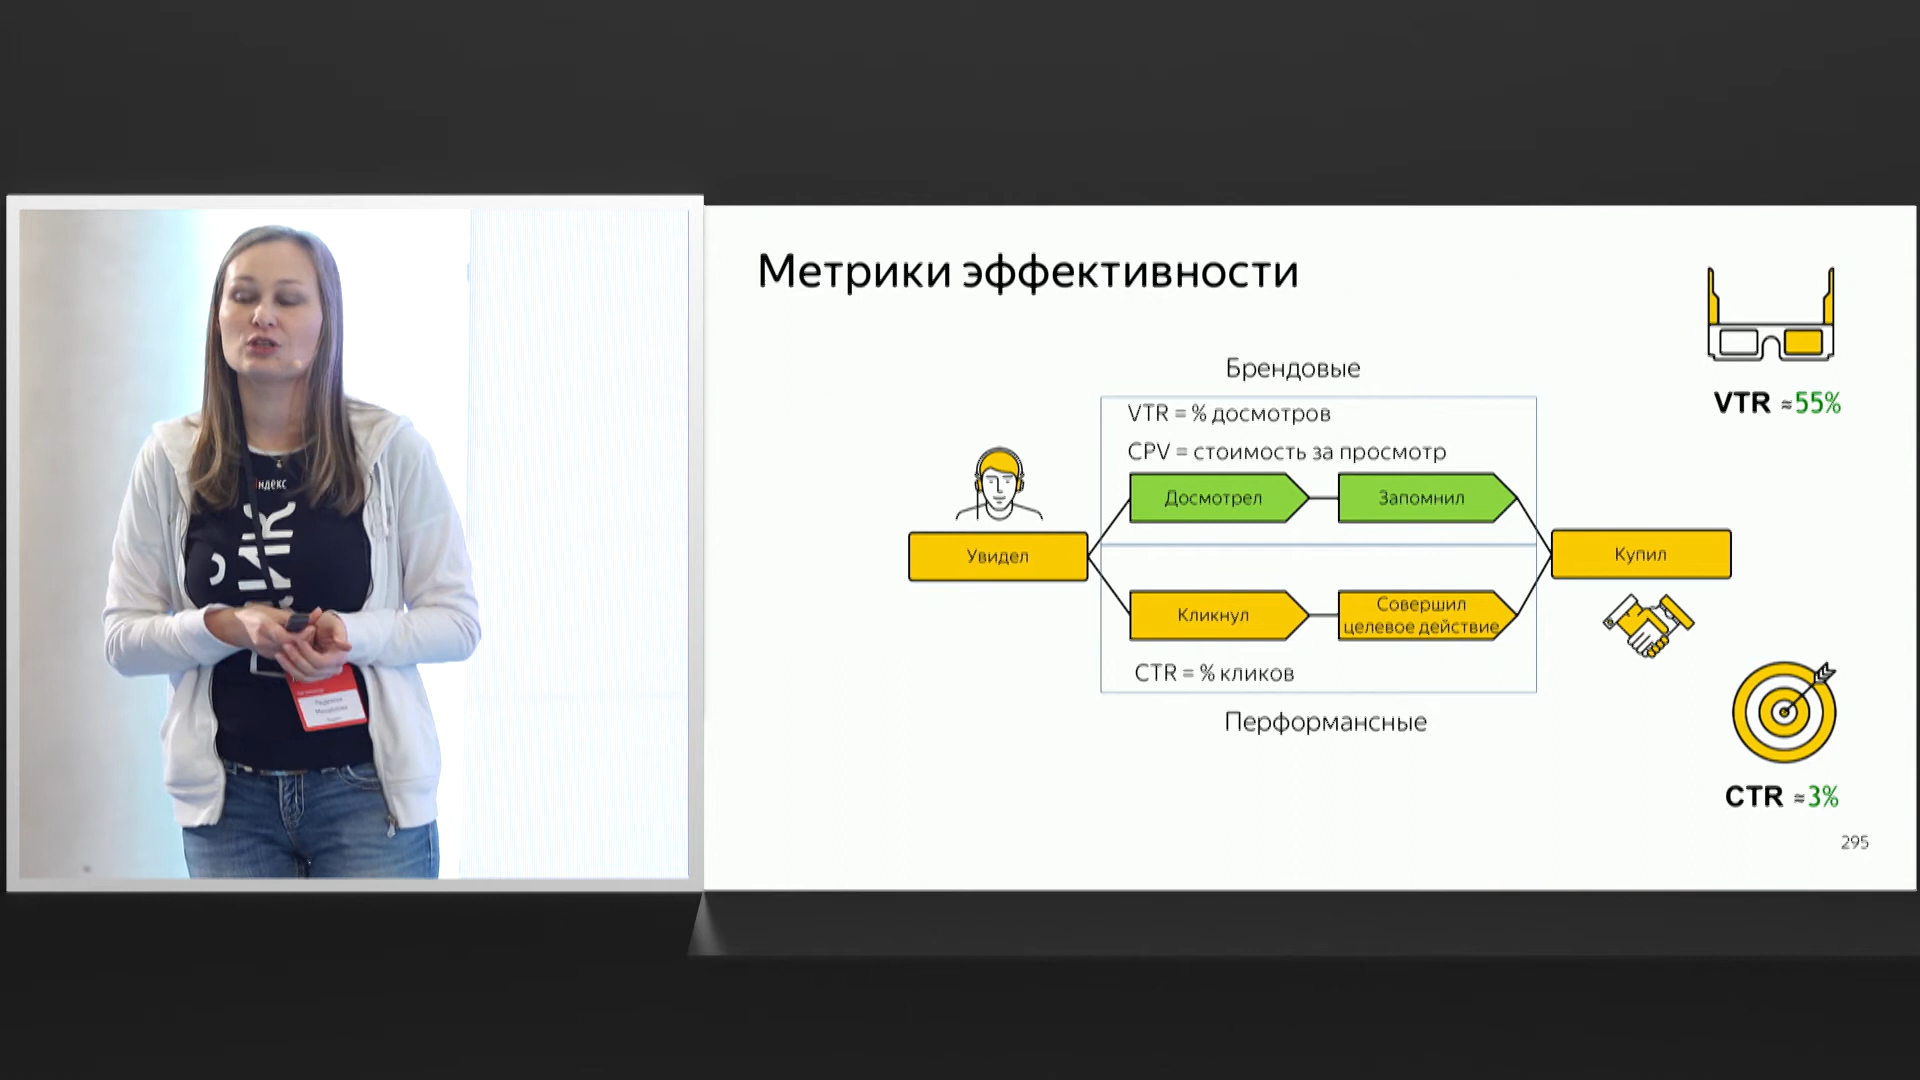 ндекс
Метрики эффективности
Брендовые
VTR = % досмотров
CPV = стоимость за просмотр
Досмотрел
Запомнил
Увидел
Купил
Кликнул
Совершил
целевое действие
CTR = % кликов
Перформансные
VTR ≈55%
CTR ≈3%
295